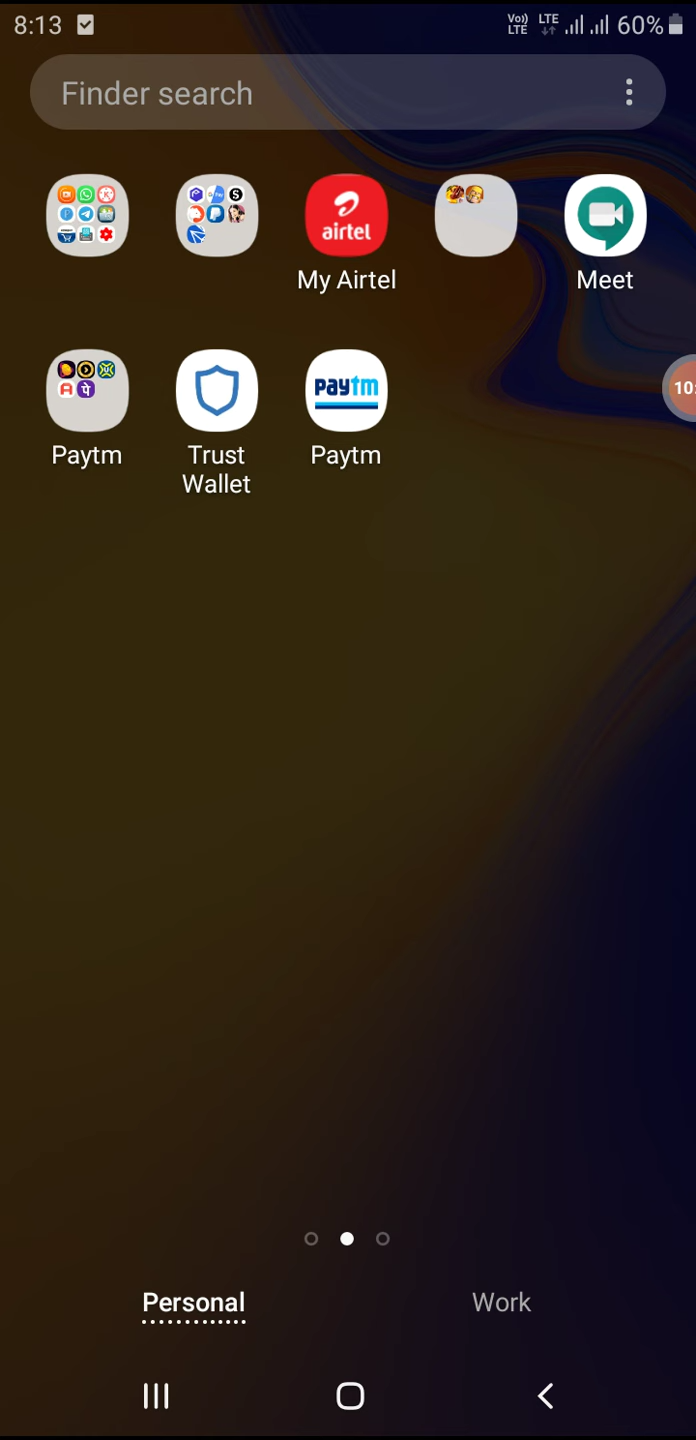 8:13
Vo)) LTE LTE 60%
Finder search
airtel
My Airtel
Meet
पे
paytm
Paytm
Trust Wallet
Paytm
10:
Personal
Work